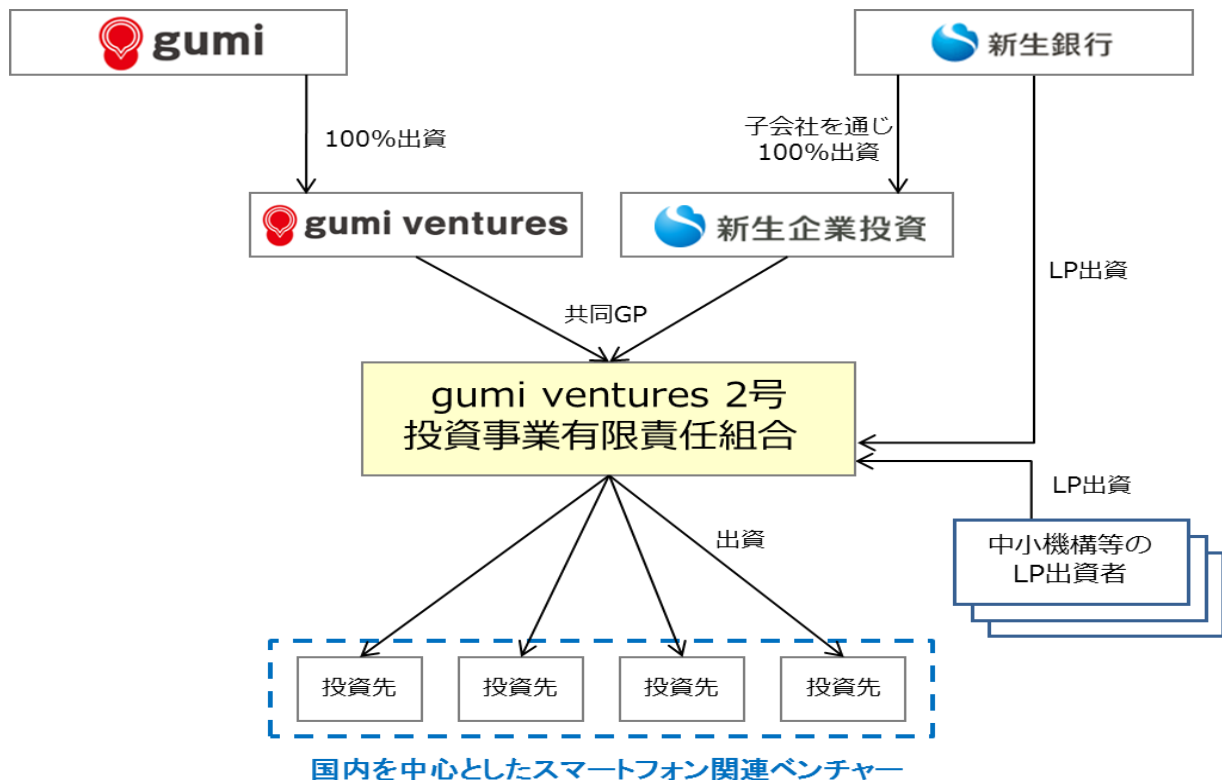 gumi
新生銀行
100%出資
子会社を通じ
100%出資
gumi ventures
新生企業投資
LP出資
共同GP
gumi ventures 2号
投資事業有限責任組合
LP出資
出資
中小機構等の
LP出資者
投資先
投資先
投資先
投資先
国内を中心としたスマートフォン関連ベンチャー